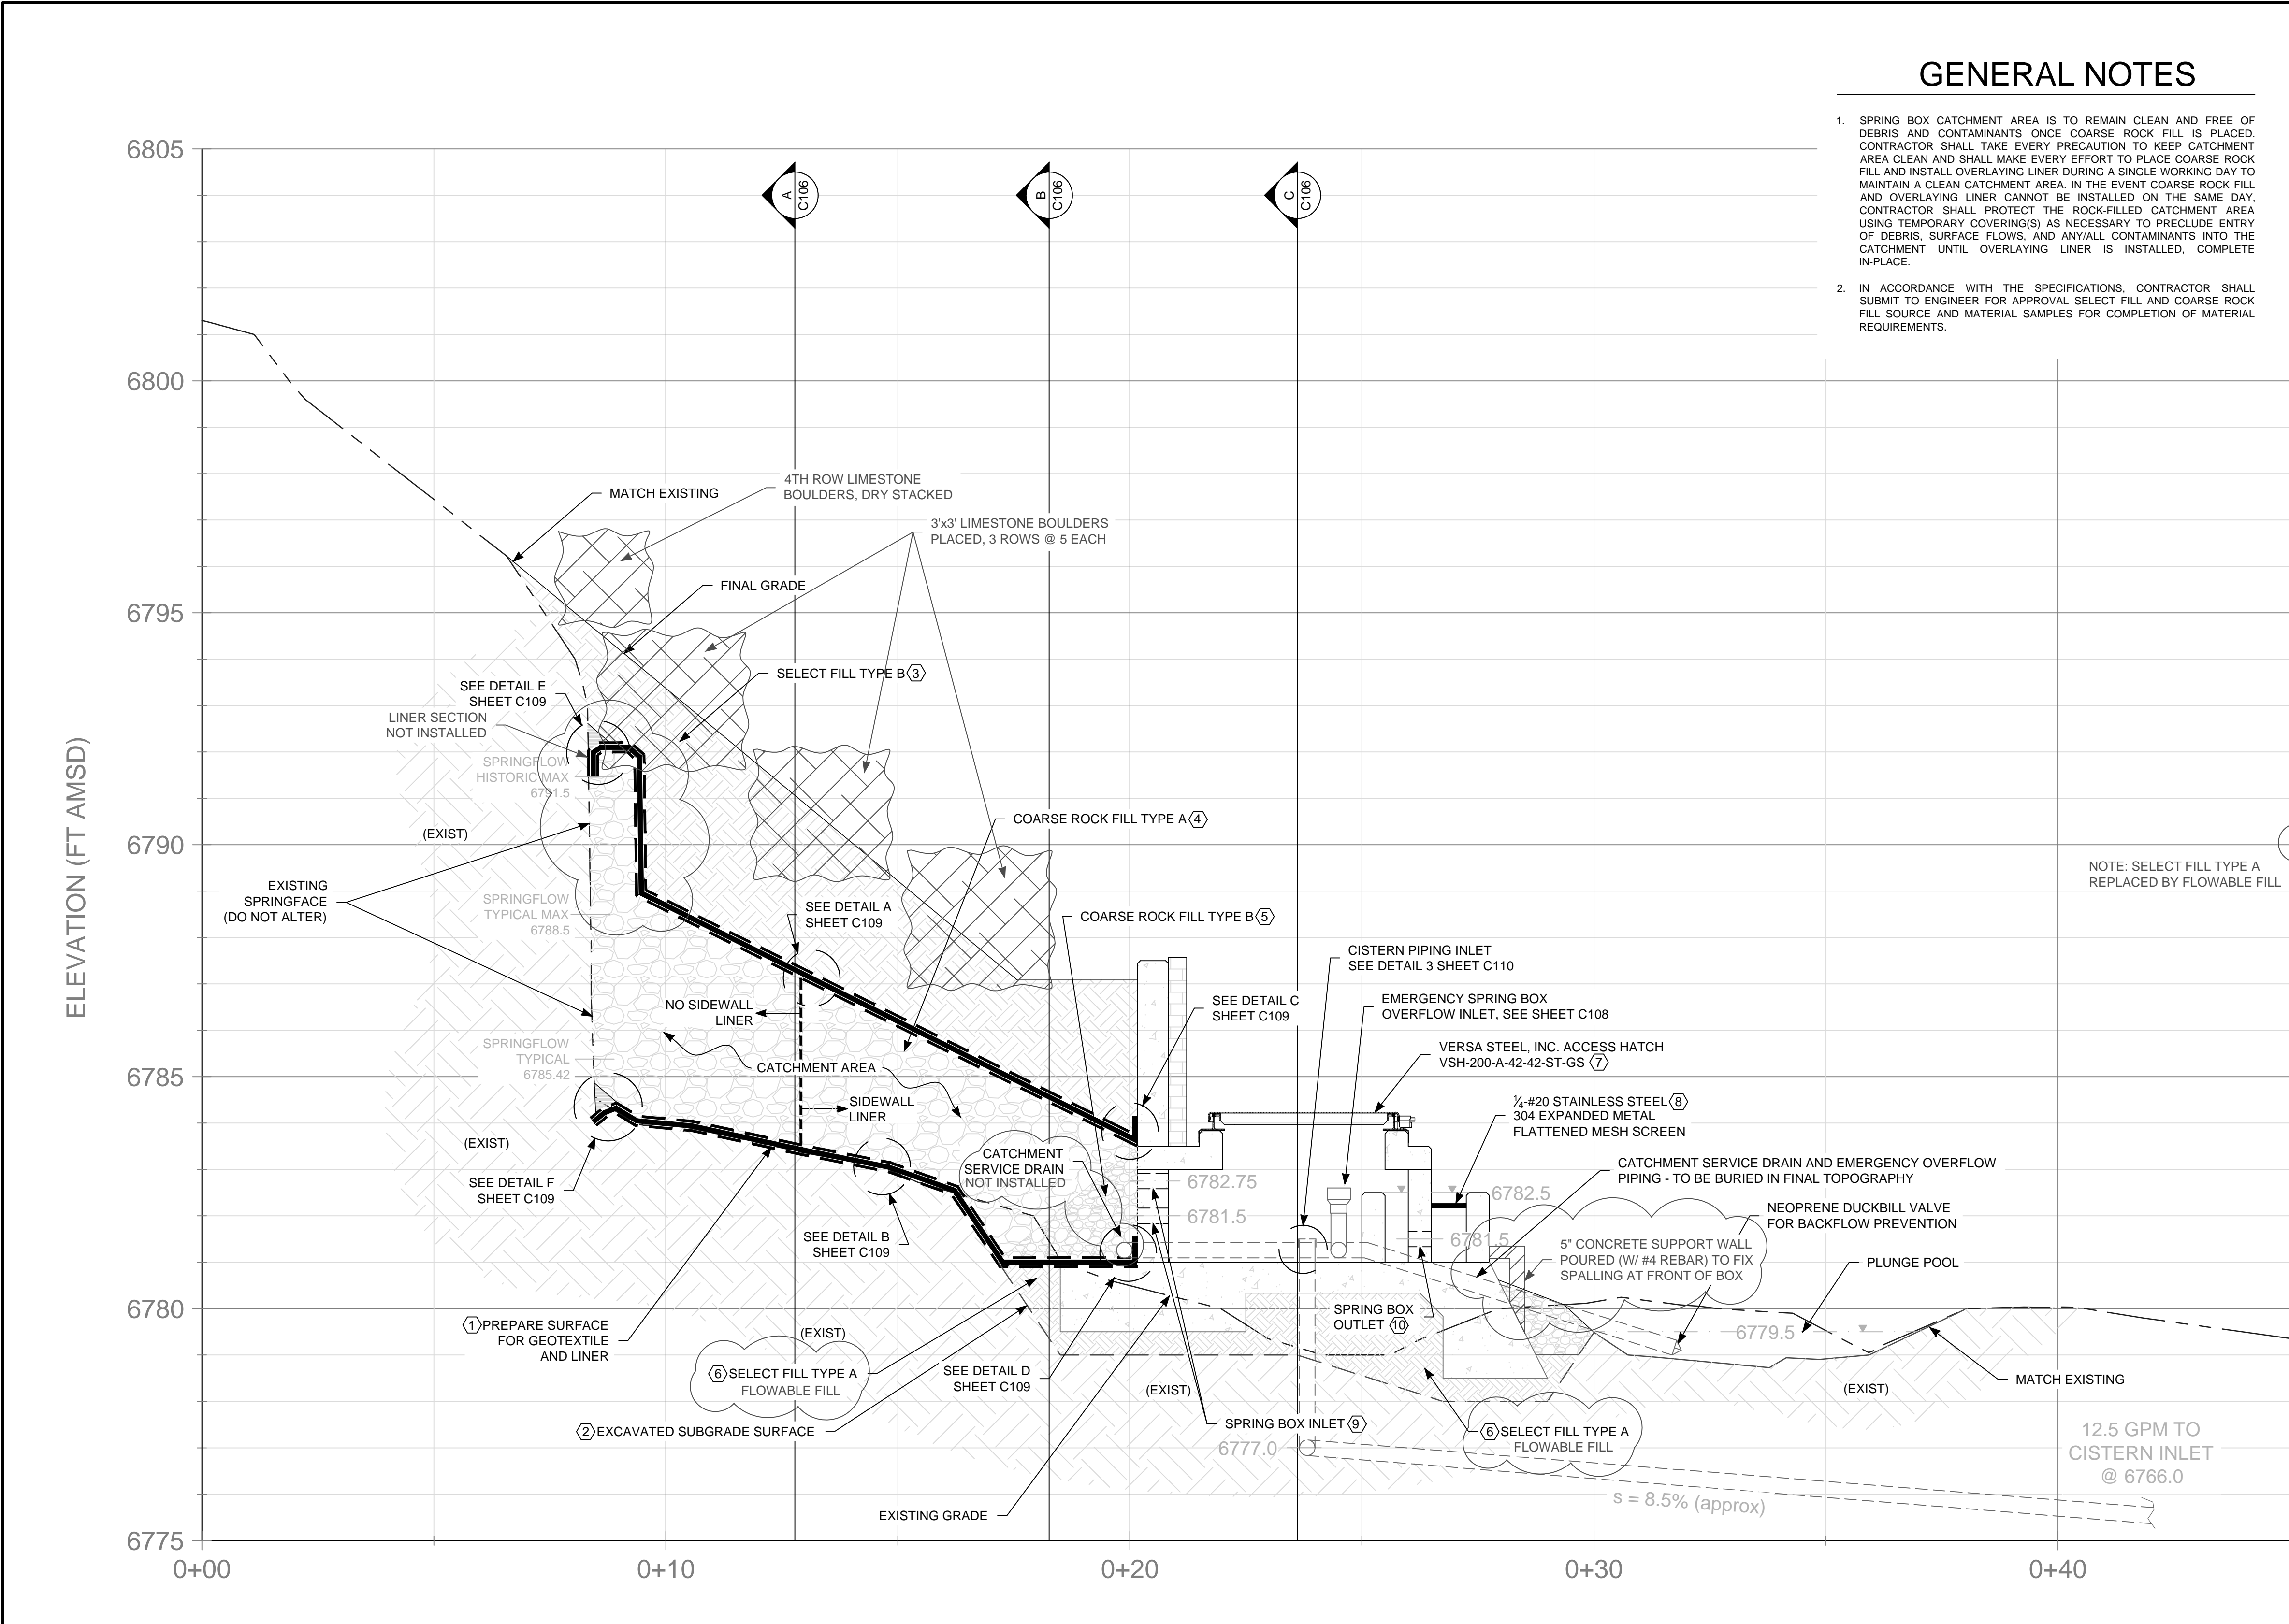 GENERAL NOTES
1. SPRING BOX CATCHMENT AREA IS TO REMAIN CLEAN AND FREE OF
DEBRIS AND CONTAMINANTS ONCE COARSE ROCK FILL IS PLACED.
CONTRACTOR SHALL TAKE EVERY PRECAUTION TO KEEP CATCHMENT
AREA CLEAN AND SHALL MAKE EVERY EFFORT TO PLACE COARSE ROCK
FILL AND INSTALL OVERLAYING LINER DURING A SINGLE WORKING DAY TO
MAINTAIN A CLEAN CATCHMENT AREA. IN THE EVENT COARSE ROCK FILL
AND OVERLAYING LINER CANNOT BE INSTALLED ON THE SAME DAY,
CONTRACTOR SHALL PROTECT THE ROCK-FILLED CATCHMENT AREA
USING TEMPORARY COVERING(S) AS NECESSARY TO PRECLUDE ENTRY
OF DEBRIS, SURFACE FLOWS, AND ANY/ALL CONTAMINANTS INTO THE
CATCHMENT UNTIL OVERLAYING LINER IS INSTALLED, COMPLETE
IN-PLACE.
2. IN ACCORDANCE WITH THE SPECIFICATIONS, CONTRACTOR SHALL
SUBMIT TO ENGINEER FOR APPROVAL SELECT FILL AND COARSE ROCK
FILL SOURCE AND MATERIAL SAMPLES FOR COMPLETION OF MATERIAL
REQUIREMENTS.
ELEVATION (FT AMSD)
6805
6800
6795
6790
6785
6780
6775
0+00
0+10
0+20
0+30
0+40
A
C106
B
C106
C
C106
MATCH EXISTING
4TH ROW LIMESTONE
BOULDERS, DRY STACKED
3'x3' LIMESTONE BOULDERS
PLACED, 3 ROWS @ 5 EACH
FINAL GRADE
SELECT FILL TYPE B 3
SEE DETAIL E
SHEET C109
LINER SECTION
NOT INSTALLED
SPRINGFLOW
HISTORIC MAX
6791.5
(EXIST)
COARSE ROCK FILL TYPE A 4
EXISTING
SPRINGFACE
(DO NOT ALTER)
SPRINGFLOW
TYPICAL MAX
6788.5
SEE DETAIL A
SHEET C109
COARSE ROCK FILL TYPE B 5
CISTERN PIPING INLET
SEE DETAIL 3 SHEET C110
NOTE: SELECT FILL TYPE A
REPLACED BY FLOWABLE FILL
NO SIDEWALL
LINER
SEE DETAIL C
SHEET C109
EMERGENCY SPRING BOX
OVERFLOW INLET, SEE SHEET C108
SPRINGFLOW
TYPICAL
6785.42
CATCHMENT AREA
VERSA STEEL, INC. ACCESS HATCH
VSH-200-A-42-42-ST-GS 7
SIDEWALL
LINER
¼-#20 STAINLESS STEEL 8
304 EXPANDED METAL
FLATTENED MESH SCREEN
(EXIST)
CATCHMENT
SERVICE DRAIN
NOT INSTALLED
6782.75
6781.5
6782.5
6781.5
CATCHMENT SERVICE DRAIN AND EMERGENCY OVERFLOW
PIPING - TO BE BURIED IN FINAL TOPOGRAPHY
SEE DETAIL F
SHEET C109
NEOPRENE DUCKBILL VALVE
FOR BACKFLOW PREVENTION
SEE DETAIL B
SHEET C109
5" CONCRETE SUPPORT WALL
POURED (W/ #4 REBAR) TO FIX
SPALLING AT FRONT OF BOX
PLUNGE POOL
1 PREPARE SURFACE
FOR GEOTEXTILE
AND LINER
(EXIST)
SPRING BOX
OUTLET 10
6779.5
6 SELECT FILL TYPE A
FLOWABLE FILL
SEE DETAIL D
SHEET C109
(EXIST)
(EXIST)
MATCH EXISTING
2 EXCAVATED SUBGRADE SURFACE
SPRING BOX INLET 9
6777.0
6 SELECT FILL TYPE A
FLOWABLE FILL
12.5 GPM TO
CISTERN INLET
@ 6766.0
s = 8.5% (approx)
EXISTING GRADE